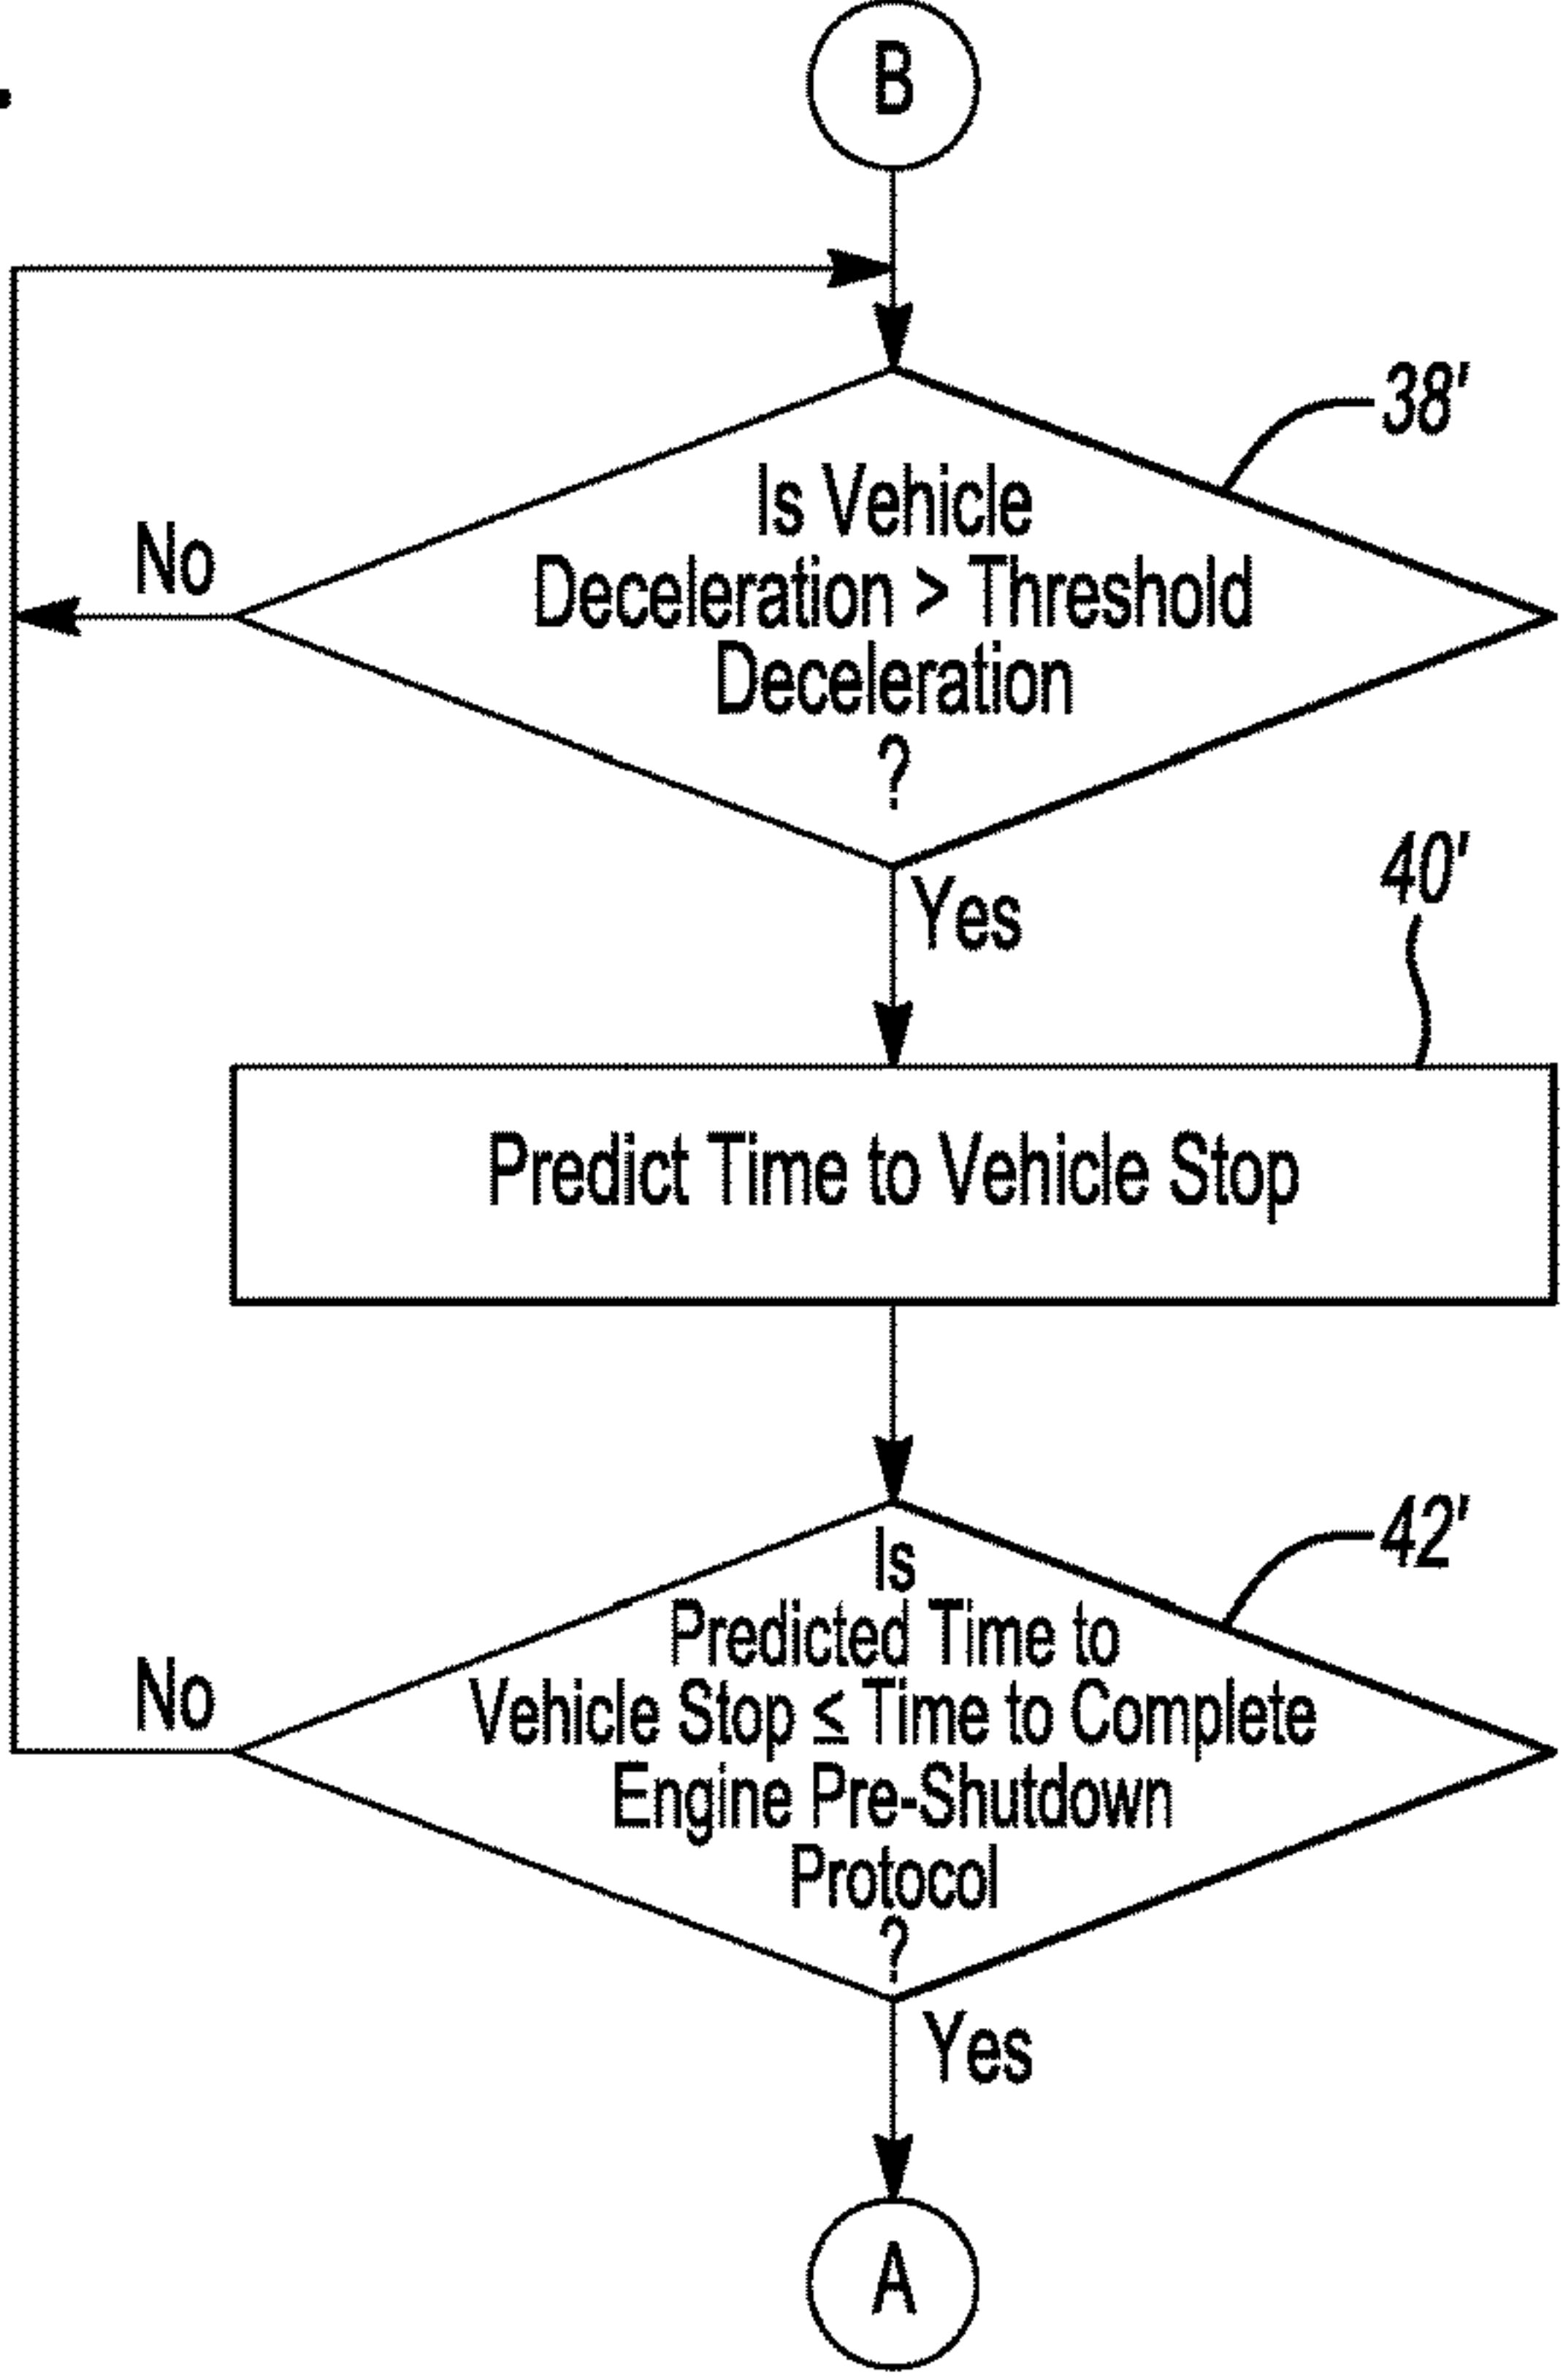 B
38'
Is Vehicle
No
Deceleration > Threshold
Deceleration
?
Yes
40'
Predict Time to Vehicle Stop
42'
Is
Predicted Time to
No
Vehicle Stop ≤ Time to Complete
Engine Pre-Shutdown
Protocol
?
Yes
A